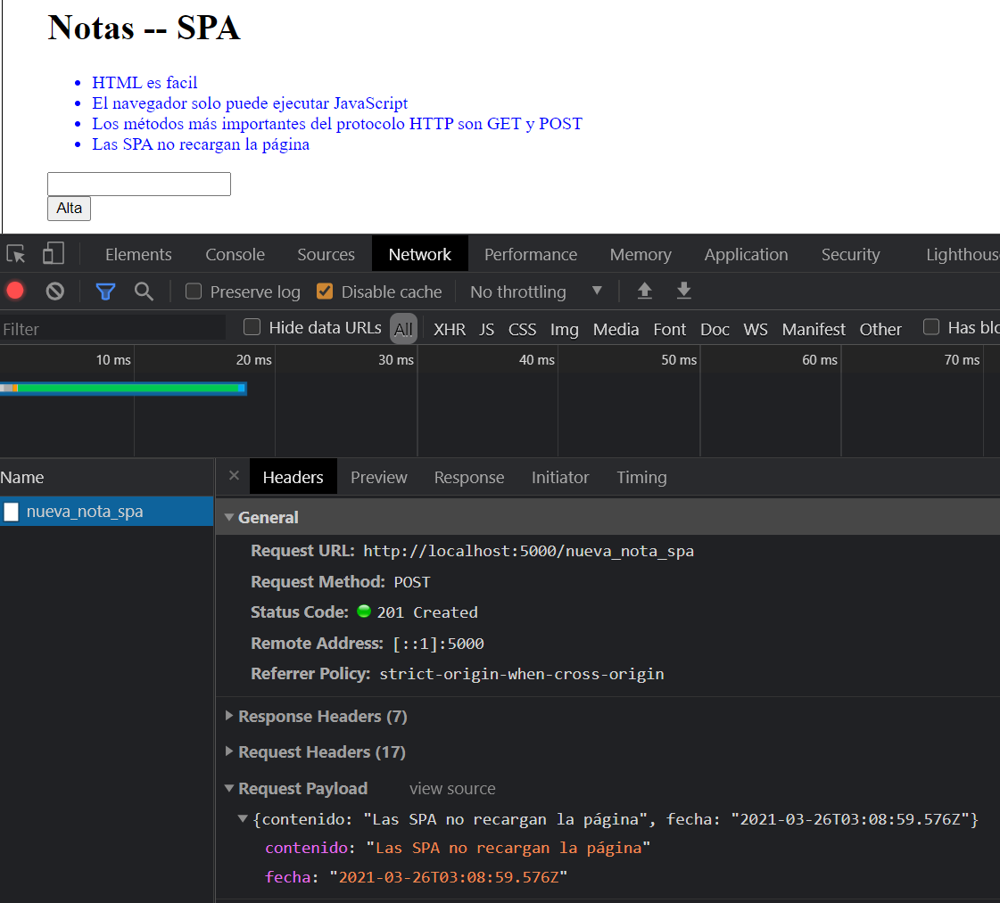 Notas -- SPA
HTML es facil
El navegador solo puede ejecutar JavaScript
Los métodos más importantes del protocolo HTTP son GET y POST
Las SPA no recargan la página
Alta
Elements Console Sources Network Performance Memory Application Security Lighthous
Preserve log Disable cache No throttling
Filter Hide data URLs All XHR JS CSS Img Media Font Doc WS Manifest Other Has blo
10 ms 20 ms 30 ms 40 ms 50 ms 60 ms 70 ms
Name × Headers Preview Response Initiator Timing
nueva_nota_spa
General
Request URL: http://localhost:5000/nueva_nota_spa
Request Method: POST
Status Code: 201 Created
Remote Address: [::1]:5000
Referrer Policy: strict-origin-when-cross-origin
Response Headers (7)
Request Headers (17)
Request Payload view source
{contenido: "Las SPA no recargan la página", fecha: "2021-03-26T03:08:59.576Z"}
contenido: "Las SPA no recargan la página"
fecha: "2021-03-26T03:08:59.576Z"